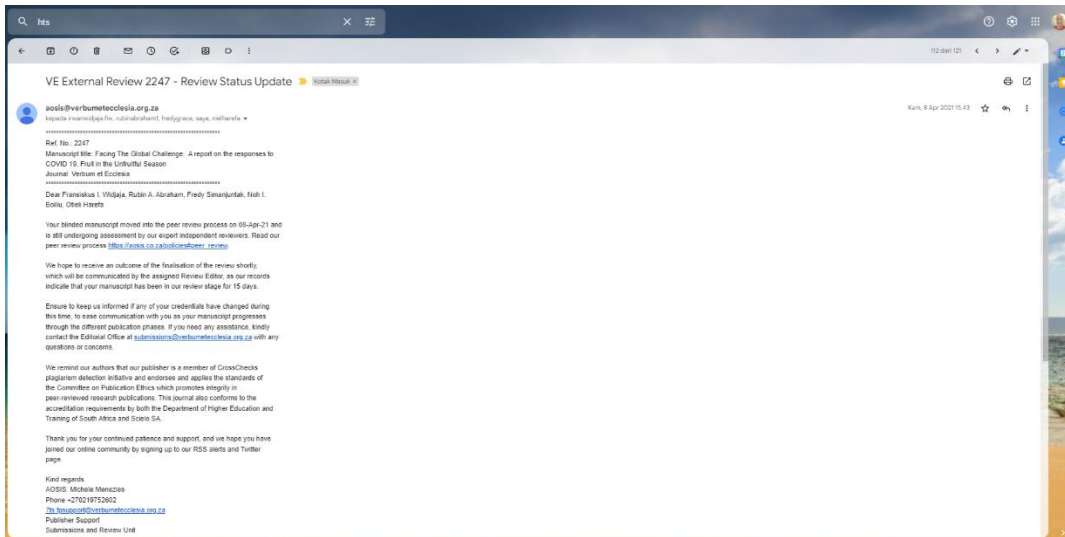 hts
112 dari 121
VE External Review 2247 - Review Status Update Kotak Masuk ×
aosis@verbumetecclesia.org.za
Kam, 8 Apr 2021 15.43
kepada irwanwidjaja.fiw, rubinabraham1, fredygrace, saya, nielharefa
****************************************************************
Ref. No.: 2247
Manuscript title: Facing The Global Challenge: A report on the responses to
COVID 19, Fruit in the Unfruitful Season
Journal: Verbum et Ecclesia
****************************************************************
Dear Fransiskus I. Widjaja, Rubin A. Abraham, Fredy Simanjuntak, Noh I.
Boiliu, Otieli Harefa
Your blinded manuscript moved into the peer review process on 08-Apr-21 and
is still undergoing assessment by our expert independent reviewers. Read our
peer review process https://aosis.co.za/policies#peer_review.
We hope to receive an outcome of the finalisation of the review shortly,
which will be communicated by the assigned Review Editor, as our records
indicate that your manuscript has been in our review stage for 15 days.
Ensure to keep us informed if any of your credentials have changed during
this time, to ease communication with you as your manuscript progresses
through the different publication phases. If you need any assistance, kindly
contact the Editorial Office at submissions@verbumetecclesia.org.za with any
questions or concerns.
We remind our authors that our publisher is a member of CrossChecks
plagiarism detection initiative and endorses and applies the standards of
the Committee on Publication Ethics which promotes integrity in
peer-reviewed research publications. This journal also conforms to the
accreditation requirements by both the Department of Higher Education and
Training of South Africa and Scielo SA.
Thank you for your continued patience and support, and we hope you have
joined our online community by signing up to our RSS alerts and Twitter
page.
Kind regards
AOSIS: Michele Menezies
Phone +270219752602
fpsupport@verbumetecclesia.org.za
Publisher Support
Submissions and Review Unit